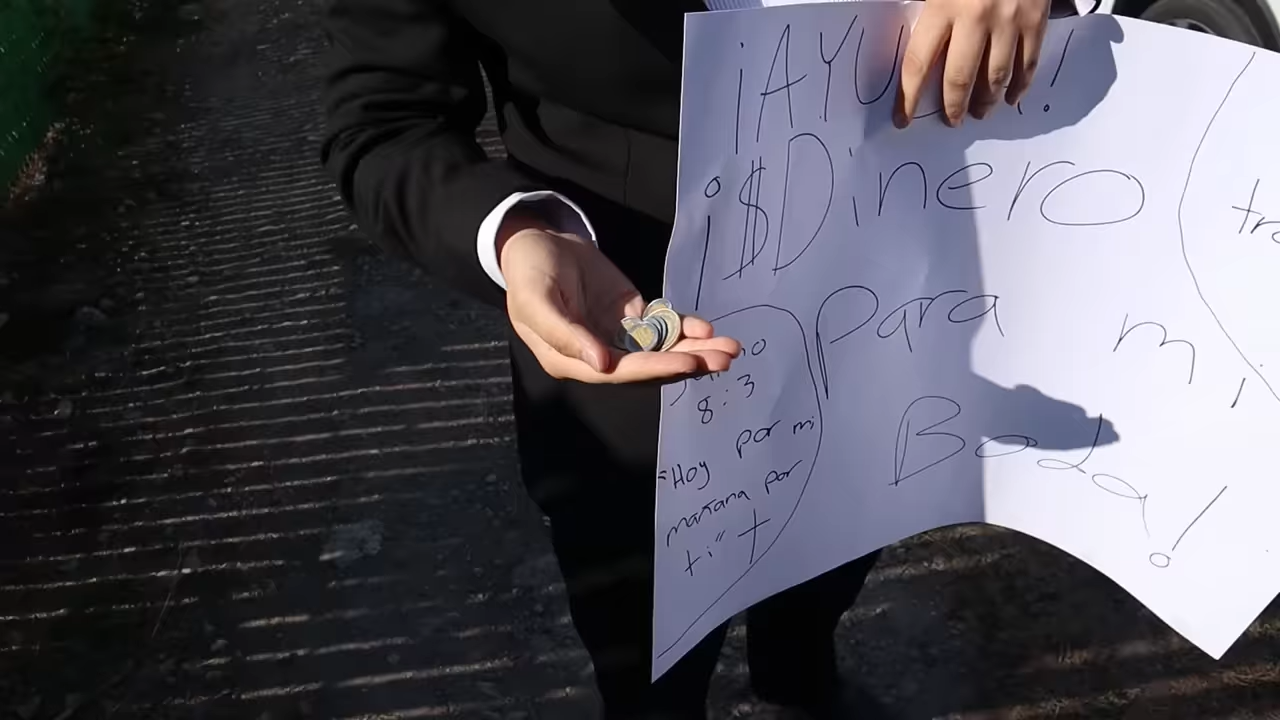 ¡AYU !
¡$Dinero
para mi
Boda!
8:3
"Hoy por mi
mañana por
ti"